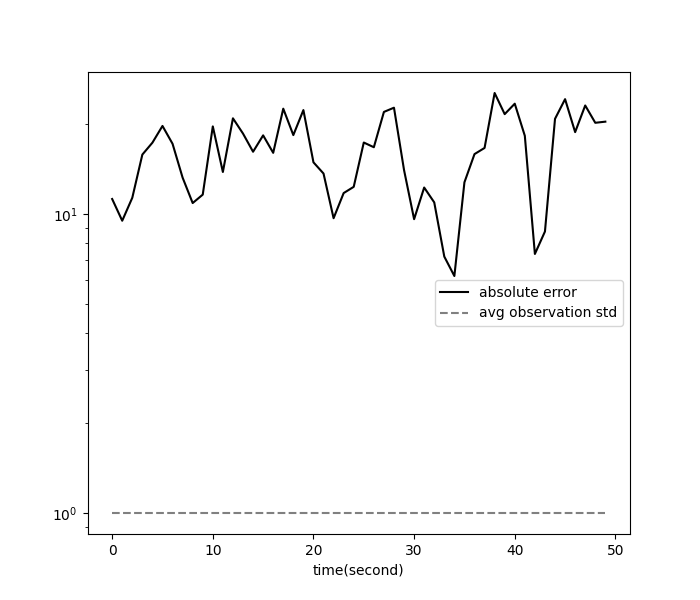 10¹
10⁰
absolute error
avg observation std
0 10 20 30 40 50
time(second)